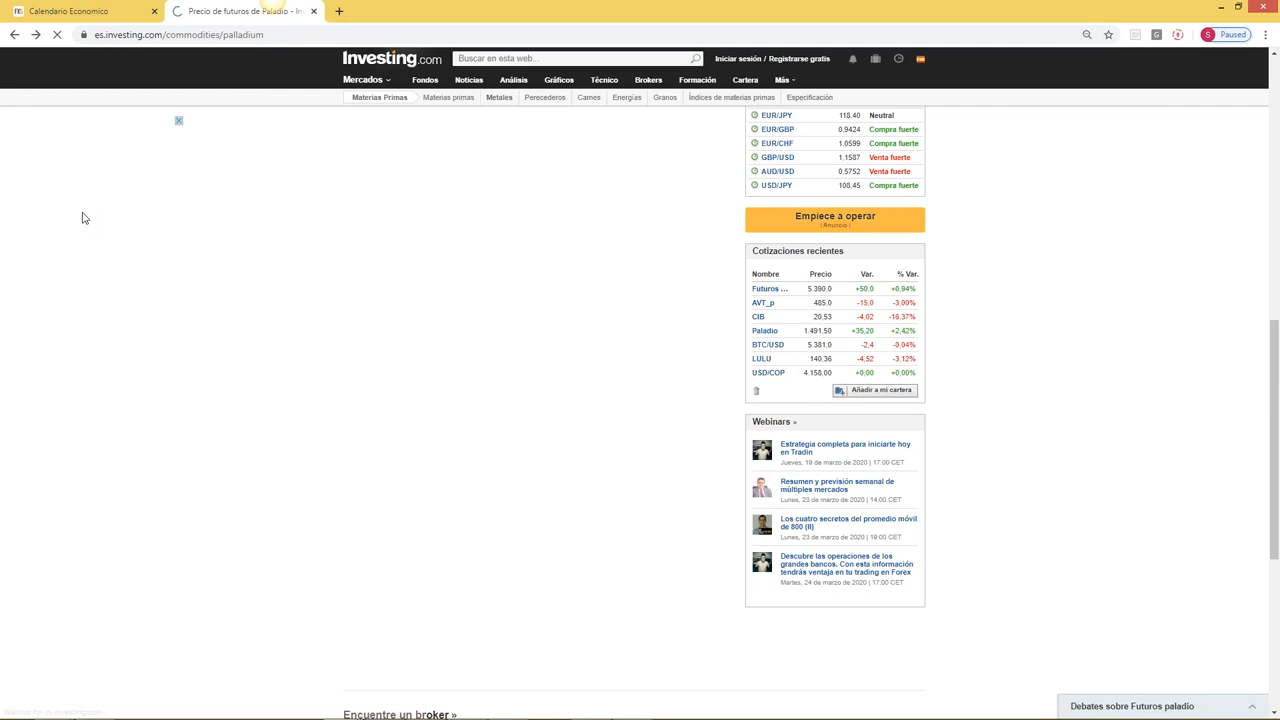 Calendario Economico
Precio de futuros de Paladio - In
es.investing.com/commodities/palladium
Paused
Investing.com
Buscar en esta web...
Iniciar sesión / Registrarse gratis
Mercados
Fondos
Noticias
Análisis
Gráficos
Técnico
Brokers
Formación
Cartera
Más
Materias Primas
Materias primas
Metales
Perecederos
Carnes
Energías
Granos
Índices de materias primas
Especificación
EUR/JPY 118,40 Neutral
EUR/GBP 0,9424 Compra fuerte
EUR/CHF 1,0599 Compra fuerte
GBP/USD 1,1587 Venta fuerte
AUD/USD 0,5752 Venta fuerte
USD/JPY 108,45 Compra fuerte
Empiece a operar
(Anuncio)
Cotizaciones recientes
Nombre Precio Var. % Var.
Futuros ... 5.390,0 +50,0 +0,94%
AVT_p 485,0 -15,0 -3,00%
CIB 20,53 -4,02 -16,37%
Paladio 1.491,50 +35,20 +2,42%
BTC/USD 5.381,0 -2,4 -0,04%
LULU 140,36 -4,52 -3,12%
USD/COP 4.158,00 +0,00 +0,00%
Añadir a mi cartera
Webinars »
Estrategia completa para iniciarte hoy
en Tradin
Jueves, 19 de marzo de 2020 | 17:00 CET
Resumen y previsión semanal de
múltiples mercados
Lunes, 23 de marzo de 2020 | 14:00 CET
Los cuatro secretos del promedio móvil
de 800 (II)
Lunes, 23 de marzo de 2020 | 19:00 CET
Descubre las operaciones de los
grandes bancos. Con esta información
tendrás ventaja en tu trading en Forex
Martes, 24 de marzo de 2020 | 17:00 CET
Waiting for es.investing.com...
Encuentre un broker »
Debates sobre Futuros paladio